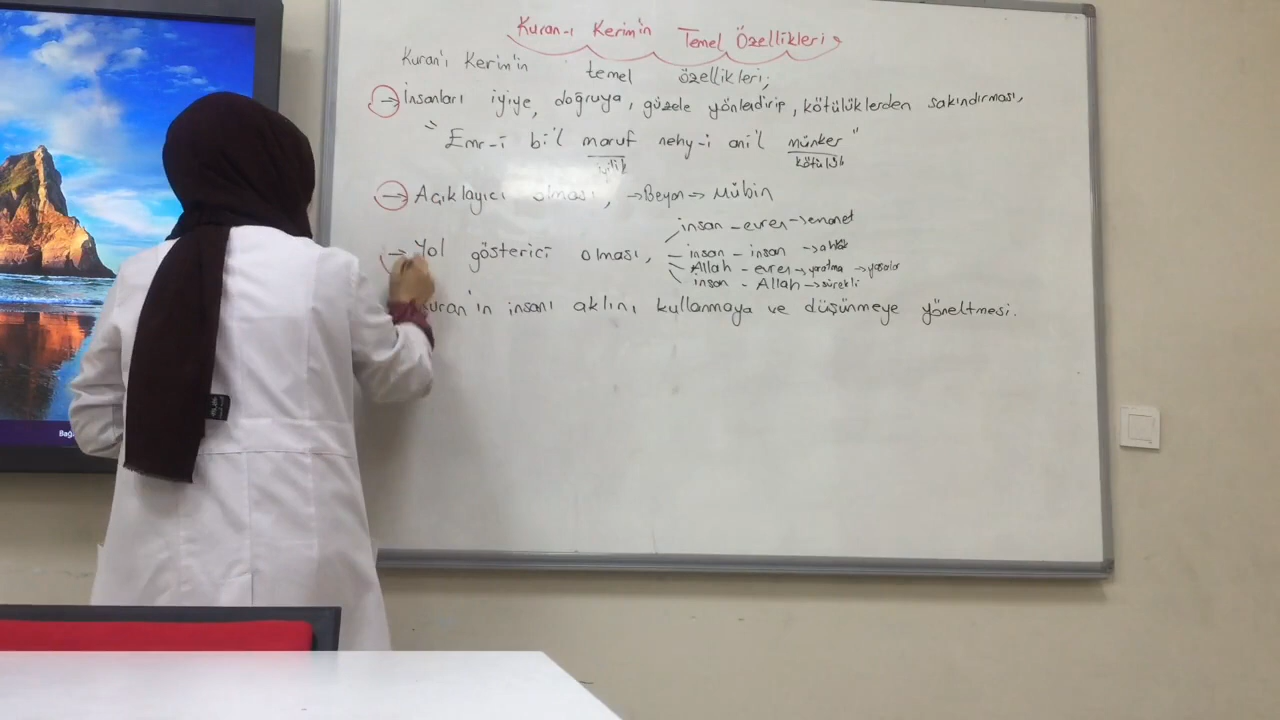 Kuran-ı Kerim'in Temel Özellikleri
Kuran'ı Kerim'in temel özellikleri;
→ İnsanları iyiye, doğruya, güzele yönlendirip, kötülüklerden sakındırması,
"Emr-i bi'l maruf nehy-i ani'l münker"
iyilik kötülük
→ Açıklayıcı olması, → Beyan → Mübin
insan - evren → emanet
→ Yol gösterici olması, - insan - insan → ahlak
Allah - evren → yaratma → yasalar
insan - Allah → sürekli
Kuran'ın insanı aklını kullanmaya ve düşünmeye yöneltmesi.
Bağ